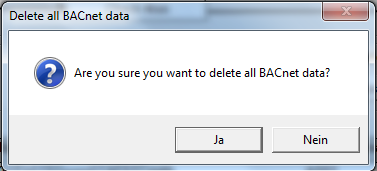 Delete all BACnet data
Are you sure you want to delete all BACnet data?
Ja
Nein